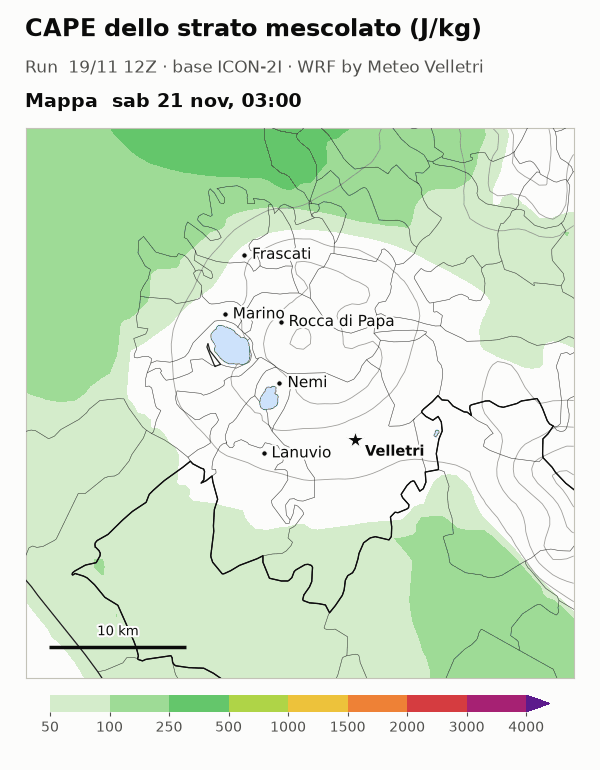 CAPE dello strato mescolato (J/kg)
Run  19/11 12Z · base ICON-2I · WRF by Meteo Velletri
Mappa  sab 21 nov, 03:00
Frascati
Marino
Rocca di Papa
Nemi
Velletri
Lanuvio
10 km
50 100 250 500 1000 1500 2000 3000 4000